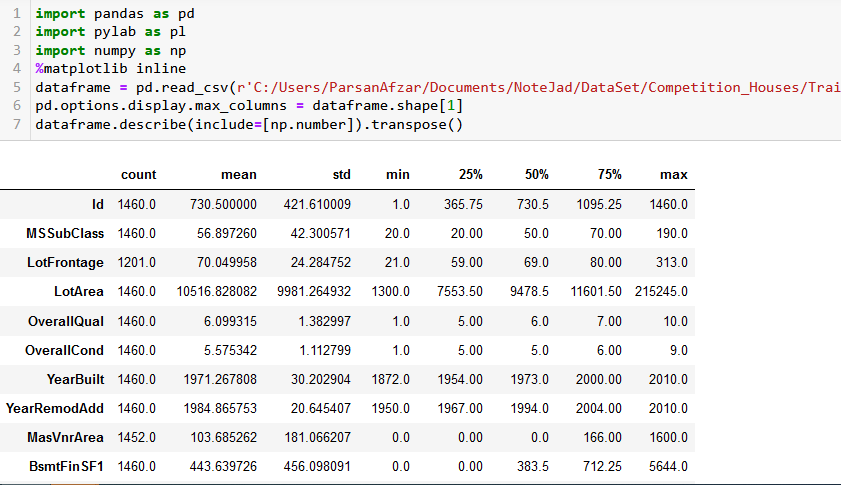 1 import pandas as pd
2 import pylab as pl
3 import numpy as np
4 %matplotlib inline
5 dataframe = pd.read_csv(r'C:/Users/ParsanAfzar/Documents/NoteJad/DataSet/Competition_Houses/Trai
6 pd.options.display.max_columns = dataframe.shape[1]
7 dataframe.describe(include=[np.number]).transpose()
count mean std min 25% 50% 75% max
Id 1460.0 730.500000 421.610009 1.0 365.75 730.5 1095.25 1460.0
MSSubClass 1460.0 56.897260 42.300571 20.0 20.00 50.0 70.00 190.0
LotFrontage 1201.0 70.049958 24.284752 21.0 59.00 69.0 80.00 313.0
LotArea 1460.0 10516.828082 9981.264932 1300.0 7553.50 9478.5 11601.50 215245.0
OverallQual 1460.0 6.099315 1.382997 1.0 5.00 6.0 7.00 10.0
OverallCond 1460.0 5.575342 1.112799 1.0 5.00 5.0 6.00 9.0
YearBuilt 1460.0 1971.267808 30.202904 1872.0 1954.00 1973.0 2000.00 2010.0
YearRemodAdd 1460.0 1984.865753 20.645407 1950.0 1967.00 1994.0 2004.00 2010.0
MasVnrArea 1452.0 103.685262 181.066207 0.0 0.00 0.0 166.00 1600.0
BsmtFinSF1 1460.0 443.639726 456.098091 0.0 0.00 383.5 712.25 5644.0